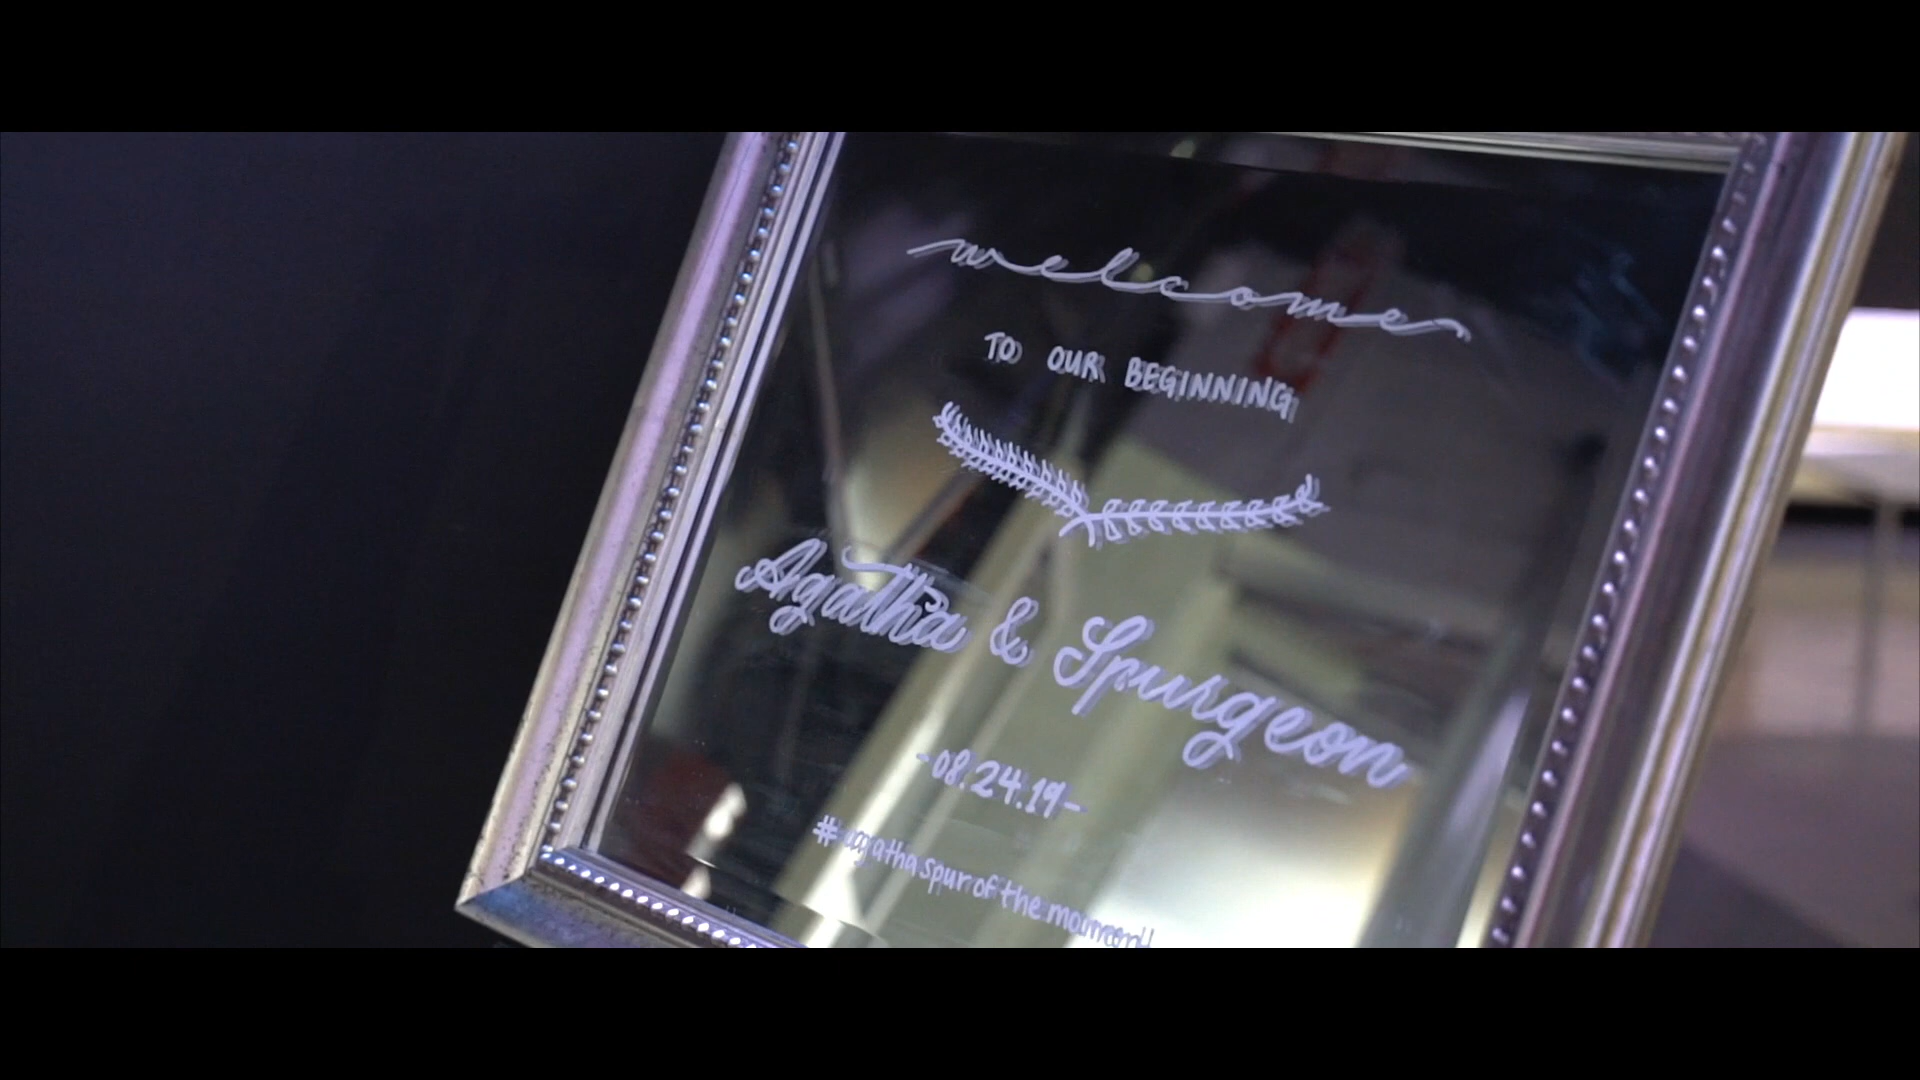 welcome
TO OUR BEGINNING
Agatha & Spurgeon
-08.24.19-
#agathaspurofthemoment